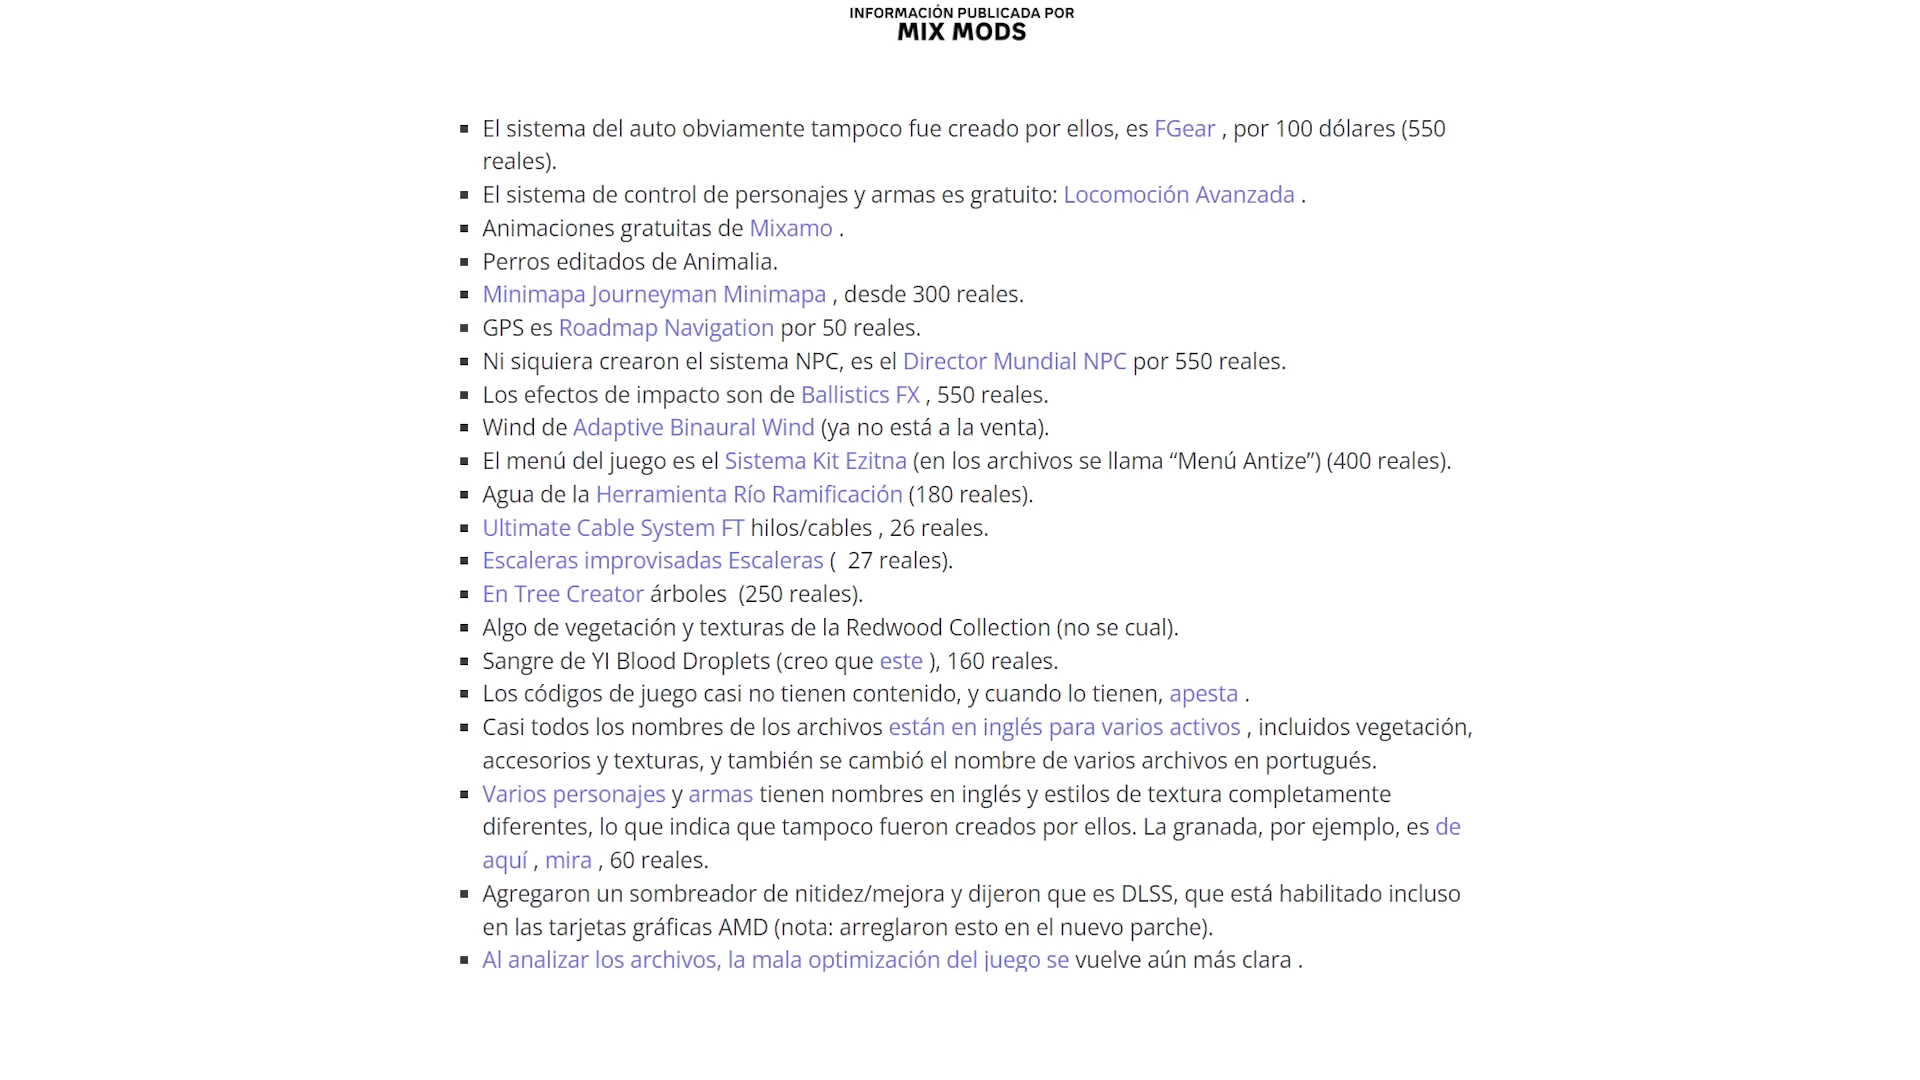 INFORMACIÓN PUBLICADA POR
MIX MODS
▪ El sistema del auto obviamente tampoco fue creado por ellos, es FGear , por 100 dólares (550
reales).
▪ El sistema de control de personajes y armas es gratuito: Locomoción Avanzada .
▪ Animaciones gratuitas de Mixamo .
▪ Perros editados de Animalia.
▪ Minimapa Journeyman Minimapa , desde 300 reales.
▪ GPS es Roadmap Navigation por 50 reales.
▪ Ni siquiera crearon el sistema NPC, es el Director Mundial NPC por 550 reales.
▪ Los efectos de impacto son de Ballistics FX , 550 reales.
▪ Wind de Adaptive Binaural Wind (ya no está a la venta).
▪ El menú del juego es el Sistema Kit Ezitna (en los archivos se llama “Menú Antize”) (400 reales).
▪ Agua de la Herramienta Río Ramificación (180 reales).
▪ Ultimate Cable System FT hilos/cables , 26 reales.
▪ Escaleras improvisadas Escaleras ( 27 reales).
▪ En Tree Creator árboles (250 reales).
▪ Algo de vegetación y texturas de la Redwood Collection (no se cual).
▪ Sangre de YI Blood Droplets (creo que este ), 160 reales.
▪ Los códigos de juego casi no tienen contenido, y cuando lo tienen, apesta .
▪ Casi todos los nombres de los archivos están en inglés para varios activos , incluidos vegetación,
accesorios y texturas, y también se cambió el nombre de varios archivos en portugués.
▪ Varios personajes y armas tienen nombres en inglés y estilos de textura completamente
diferentes, lo que indica que tampoco fueron creados por ellos. La granada, por ejemplo, es de
aquí , mira , 60 reales.
▪ Agregaron un sombreador de nitidez/mejora y dijeron que es DLSS, que está habilitado incluso
en las tarjetas gráficas AMD (nota: arreglaron esto en el nuevo parche).
▪ Al analizar los archivos, la mala optimización del juego se vuelve aún más clara .